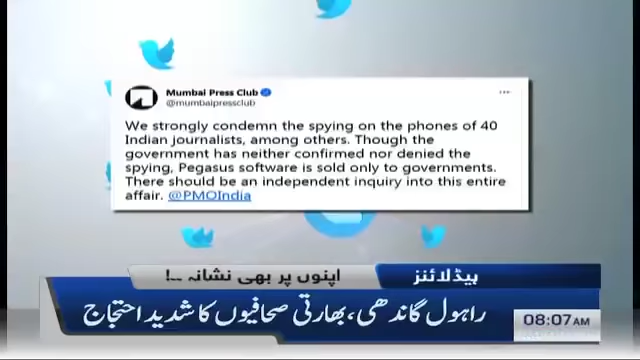 Mumbai Press Club
@mumbaipressclub
We strongly condemn the spying on the phones of 40
Indian journalists, among others. Though the
government has neither confirmed nor denied the
spying, Pegasus software is sold only to governments.
There should be an independent inquiry into this entire
affair. @PMOIndia
ہیڈلائنز
اپنوں پر بھی نشانہ ..!
راہول گاندھی، بھارتی صحافیوں کا شدید احتجاج
08:07AM